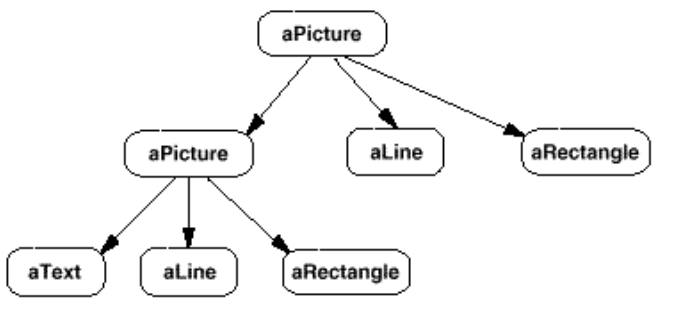 aPicture
aPicture
aLine
aRectangle
aText
aLine
aRectangle